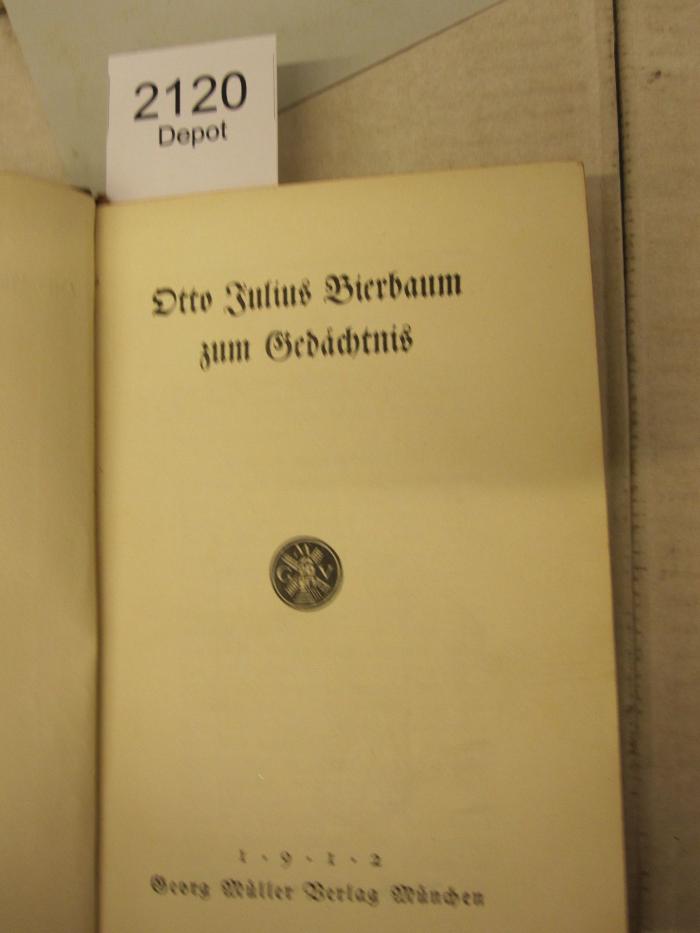 2120
Depot
Otto Julius Bierbaum
zum Gedächtnis
1 · 9 · 1 · 2
Georg Müller Verlag München